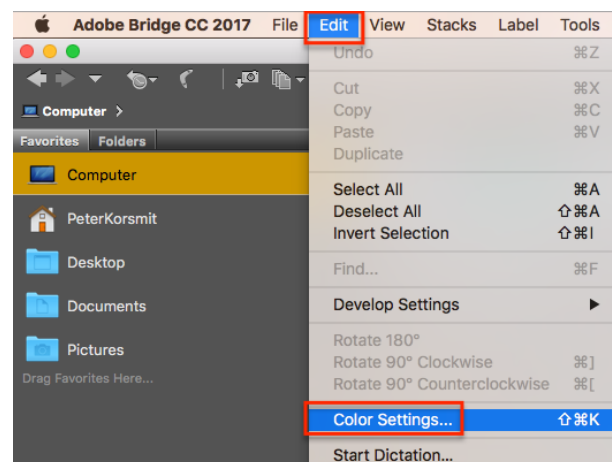 Adobe Bridge CC 2017 File Edit View Stacks Label Tools
Undo ⌘Z
Cut ⌘X
Copy ⌘C
Paste ⌘V
Duplicate
Select All ⌘A
Deselect All ⇧⌘A
Invert Selection ⇧⌘I
Find... ⌘F
Develop Settings ▶
Rotate 180°
Rotate 90° Clockwise ⌘]
Rotate 90° Counterclockwise ⌘[
Color Settings... ⇧⌘K
Start Dictation...
Computer >
Favorites Folders
Computer
PeterKorsmit
Desktop
Documents
Pictures
Drag Favorites Here...